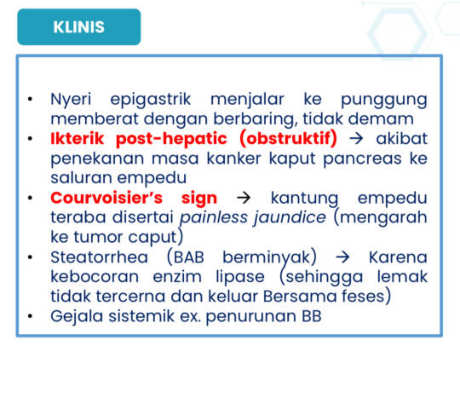 KLINIS
• Nyeri epigastrik menjalar ke punggung
memberat dengan berbaring, tidak demam
• Ikterik post-hepatic (obstruktif) → akibat
penekanan masa kanker kaput pancreas ke
saluran empedu
• Courvoisier's sign → kantung empedu
teraba disertai painless jaundice (mengarah
ke tumor caput)
• Steatorrhea (BAB berminyak) → Karena
kebocoran enzim lipase (sehingga lemak
tidak tercerna dan keluar Bersama feses)
• Gejala sistemik ex. penurunan BB